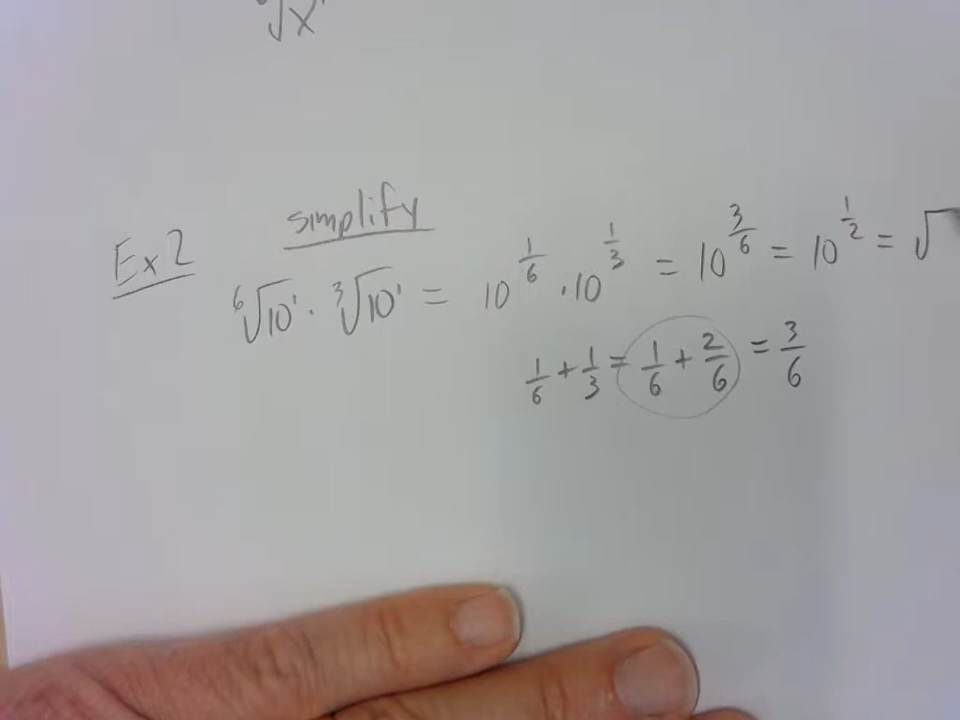 √x
Ex 2 simplify
⁶√10¹ · ³√10¹ = 10^(1/6) · 10^(1/3) = 10^(3/6) = 10^(1/2) = √
1/6 + 1/3 = 1/6 + 2/6 = 3/6